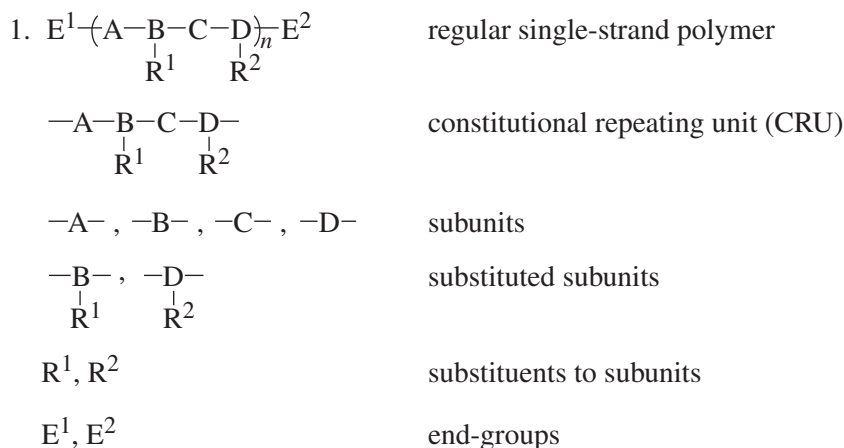 1. E¹-(A-B-C-D)ₙ-E² regular single-strand polymer
R¹ R²
-A-B-C-D- constitutional repeating unit (CRU)
R¹ R²
-A- , -B- , -C- , -D- subunits
-B- , -D- substituted subunits
R¹ R²
R¹, R² substituents to subunits
E¹, E² end-groups